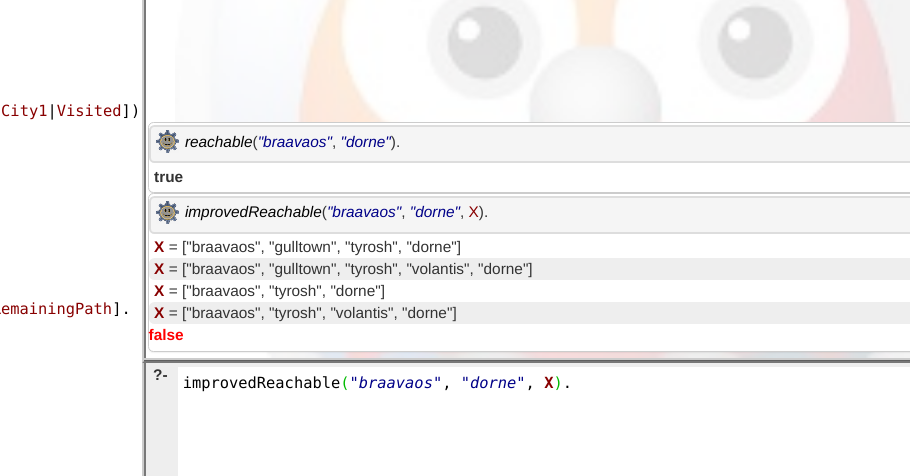 City1|Visited])
reachable("braavaos", "dorne").
true
improvedReachable("braavaos", "dorne", X).
X = ["braavaos", "gulltown", "tyrosh", "dorne"]
X = ["braavaos", "gulltown", "tyrosh", "volantis", "dorne"]
X = ["braavaos", "tyrosh", "dorne"]
emainingPath].
X = ["braavaos", "tyrosh", "volantis", "dorne"]
false
?- improvedReachable("braavaos", "dorne", X).